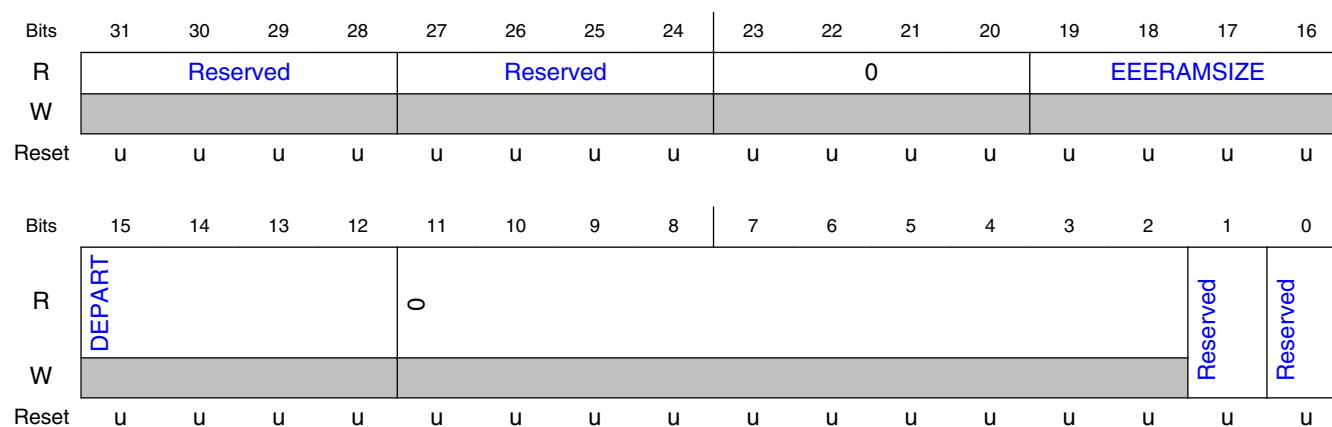 Bits 31 30 29 28 27 26 25 24 23 22 21 20 19 18 17 16
R Reserved Reserved 0 EEERAMSIZE
W
Reset u u u u u u u u u u u u u u u u
Bits 15 14 13 12 11 10 9 8 7 6 5 4 3 2 1 0
R DEPART 0 Reserved Reserved
W
Reset u u u u u u u u u u u u u u u u